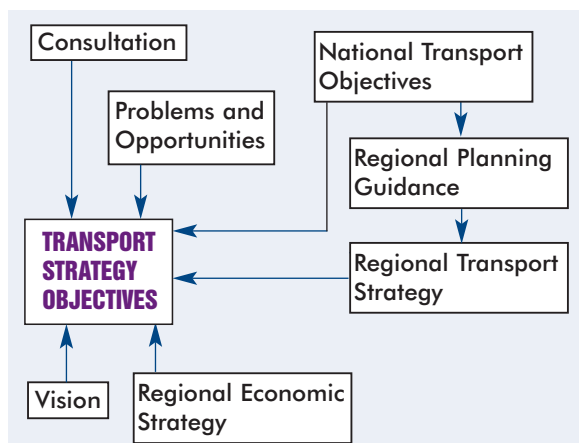 Consultation
National Transport
Objectives
Problems and
Opportunities
Regional Planning
Guidance
TRANSPORT
STRATEGY
OBJECTIVES
Regional Transport
Strategy
Vision
Regional Economic
Strategy